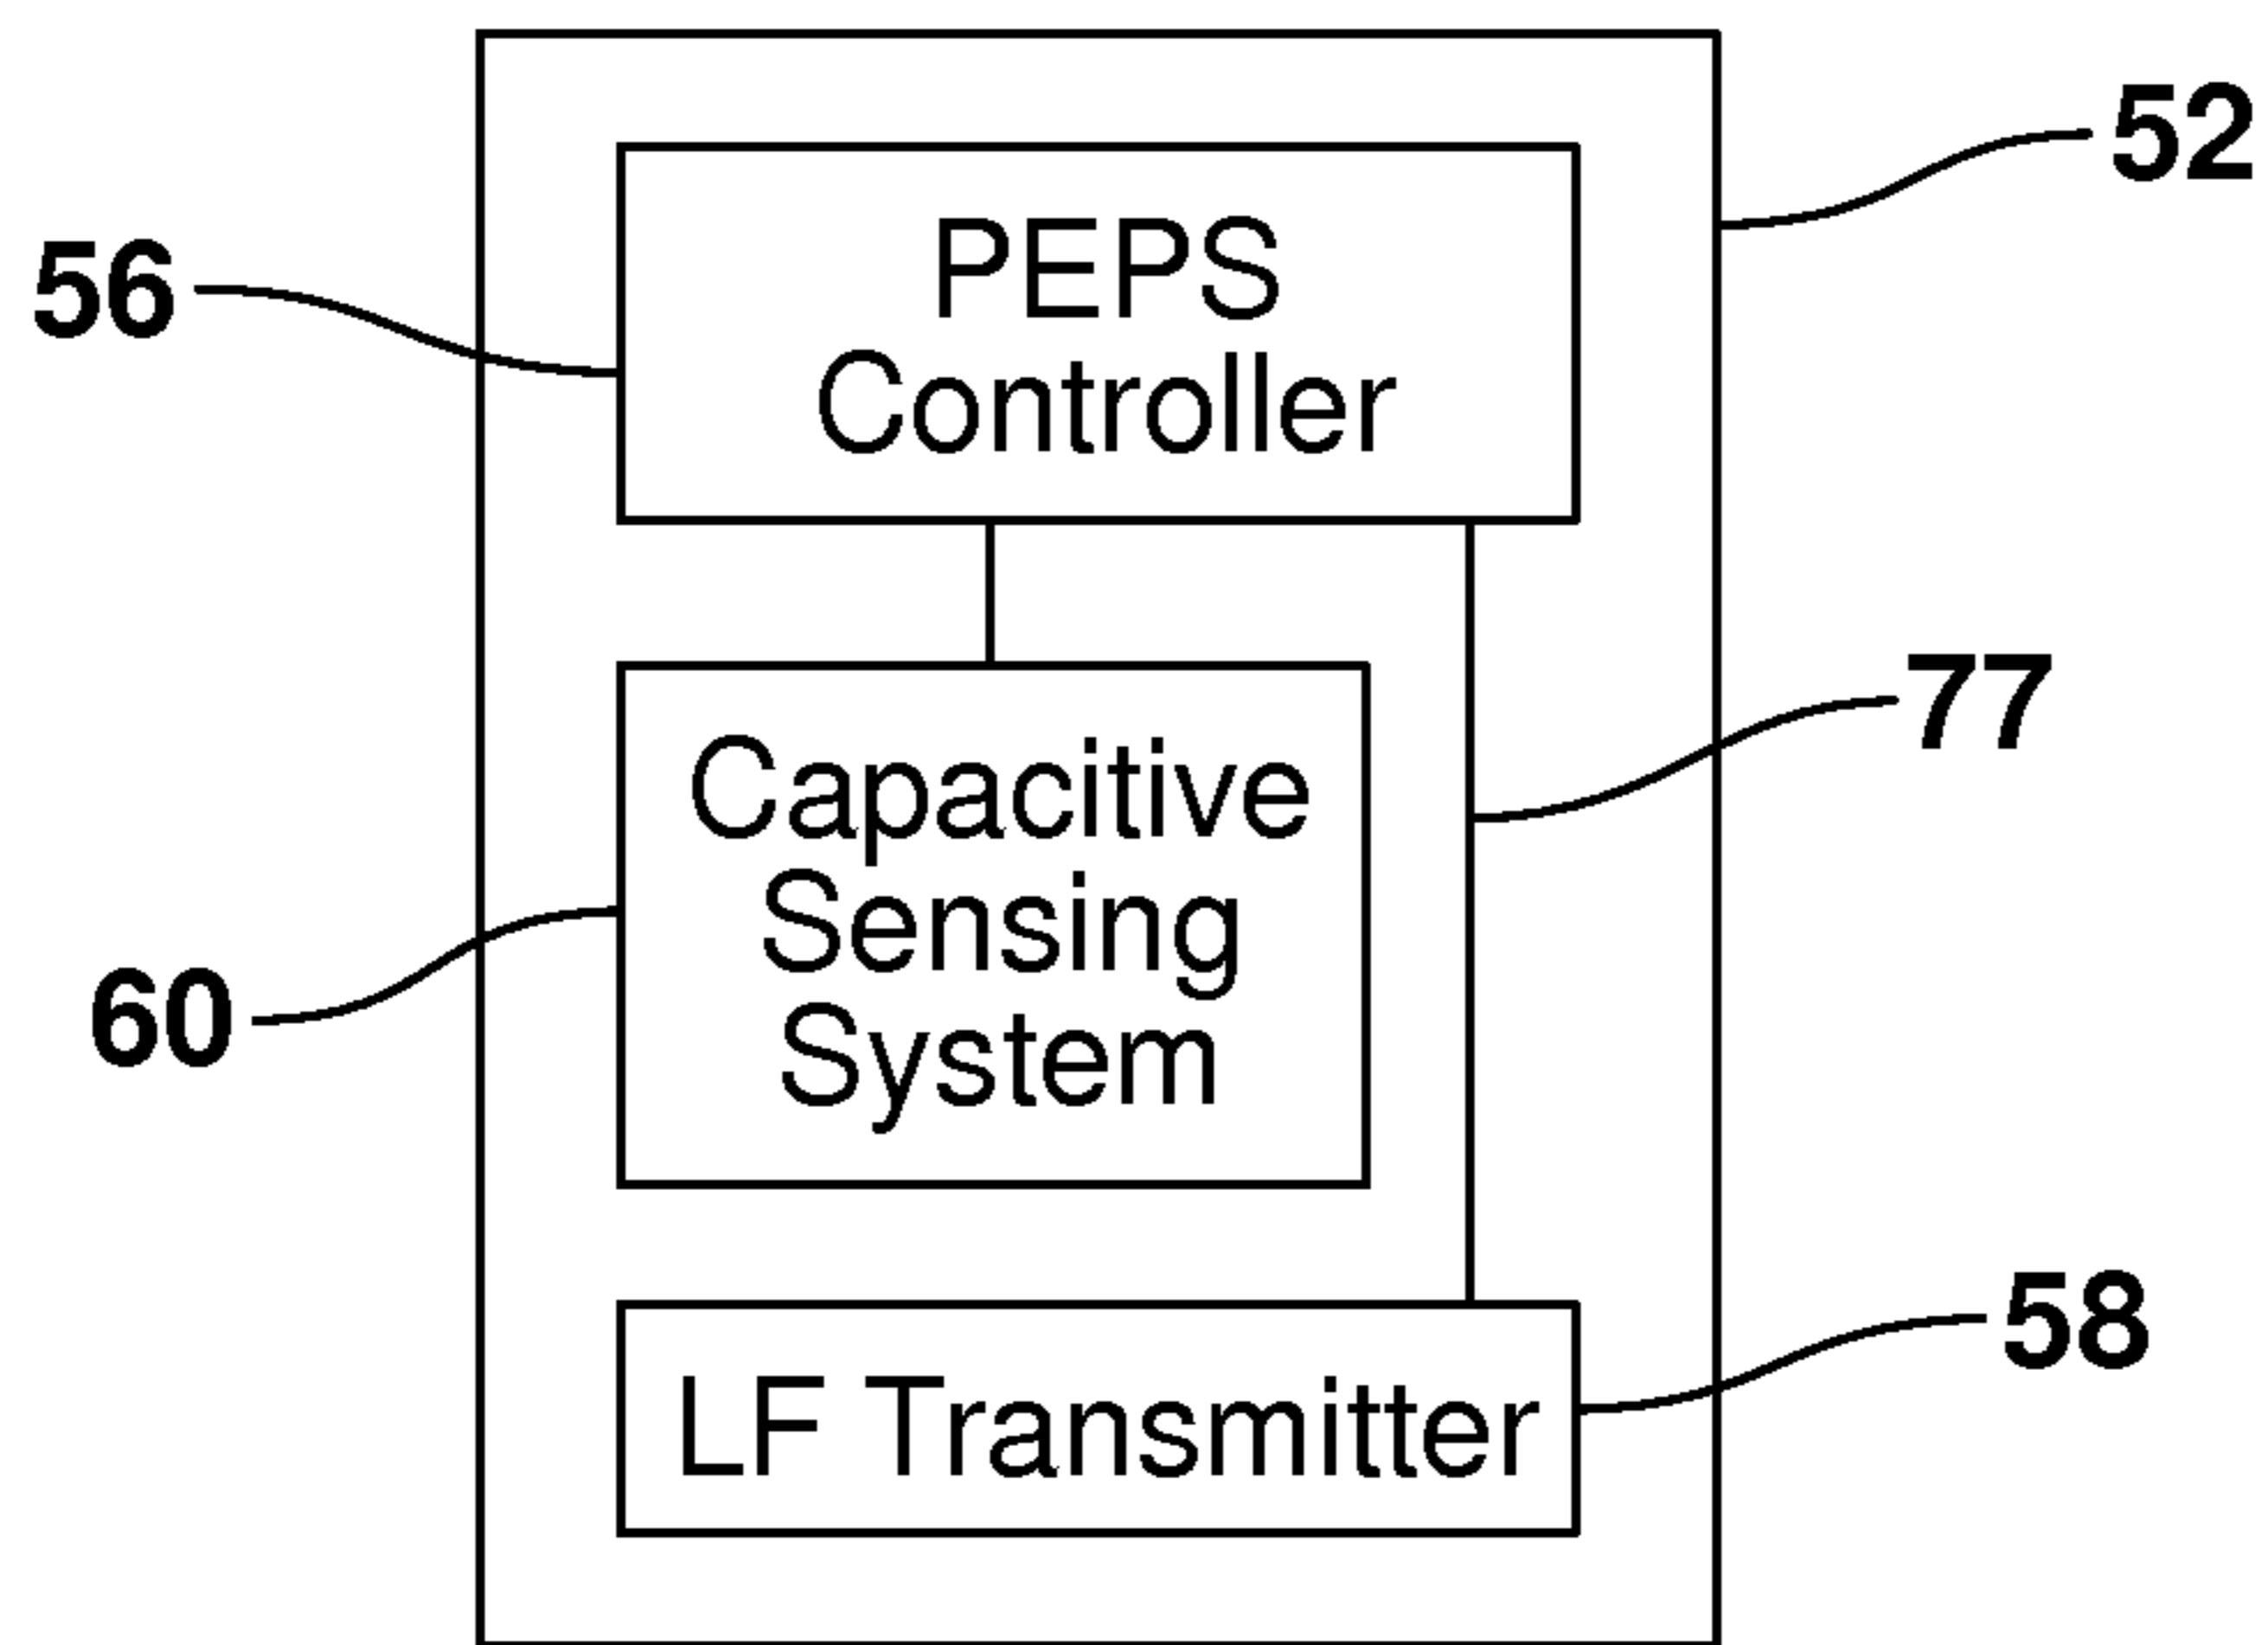 52
56
PEPS
Controller
77
Capacitive
Sensing
System
60
58
LF Transmitter